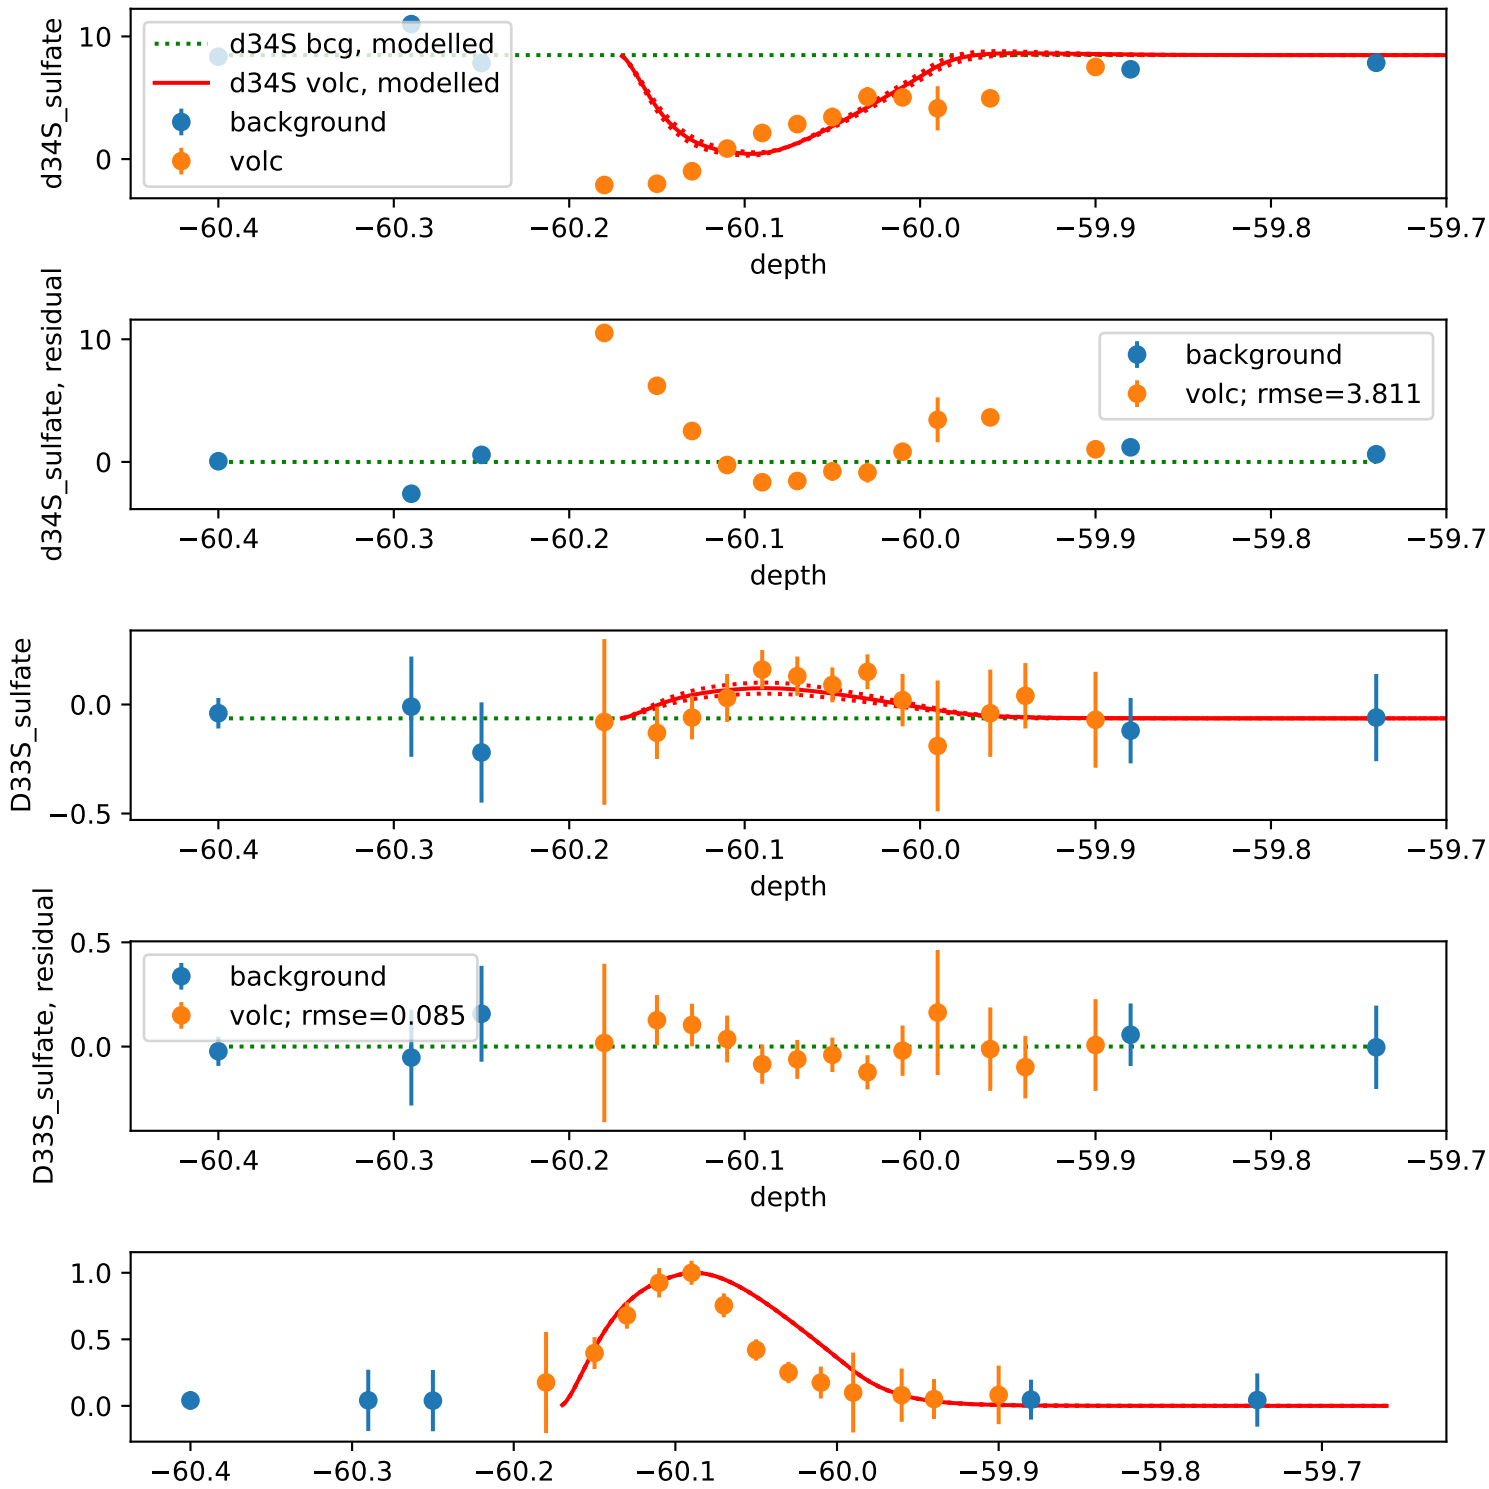 d34S_sulfate
10
0
d34S bcg, modelled
d34S volc, modelled
background
volc
−60.4 −60.3 −60.2 −60.1 −60.0 −59.9 −59.8 −59.7
depth
d34S_sulfate, residual
10
0
background
volc; rmse=3.811
−60.4 −60.3 −60.2 −60.1 −60.0 −59.9 −59.8 −59.7
depth
D33S_sulfate
0.0
−0.5
−60.4 −60.3 −60.2 −60.1 −60.0 −59.9 −59.8 −59.7
depth
D33S_sulfate, residual
0.5
0.0
background
volc; rmse=0.085
−60.4 −60.3 −60.2 −60.1 −60.0 −59.9 −59.8 −59.7
depth
1.0
0.5
0.0
−60.4 −60.3 −60.2 −60.1 −60.0 −59.9 −59.8 −59.7